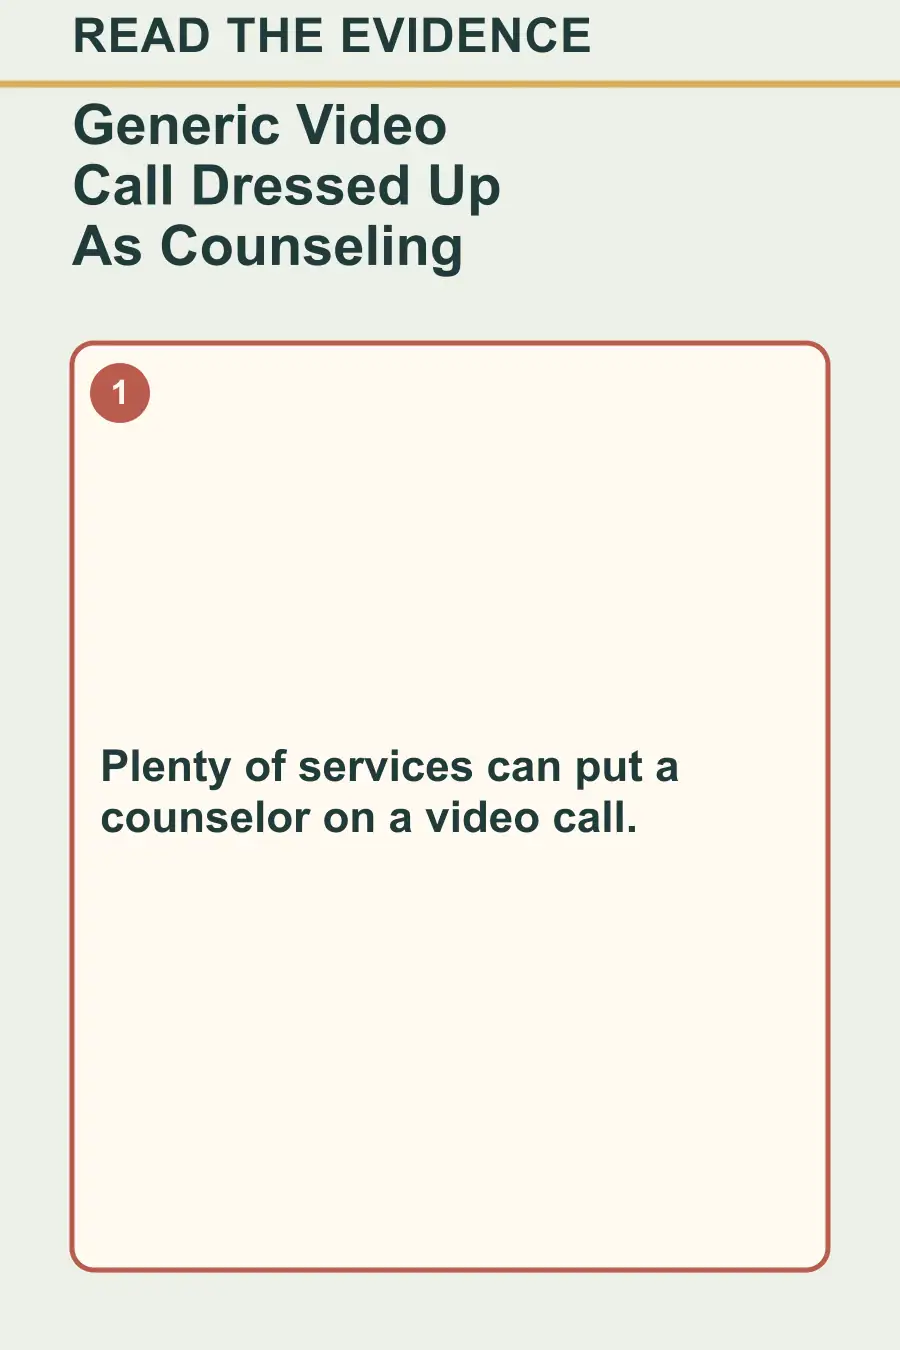 READ THE EVIDENCE
Generic Video
Call Dressed Up
As Counseling
1
Plenty of services can put a
counselor on a video call.